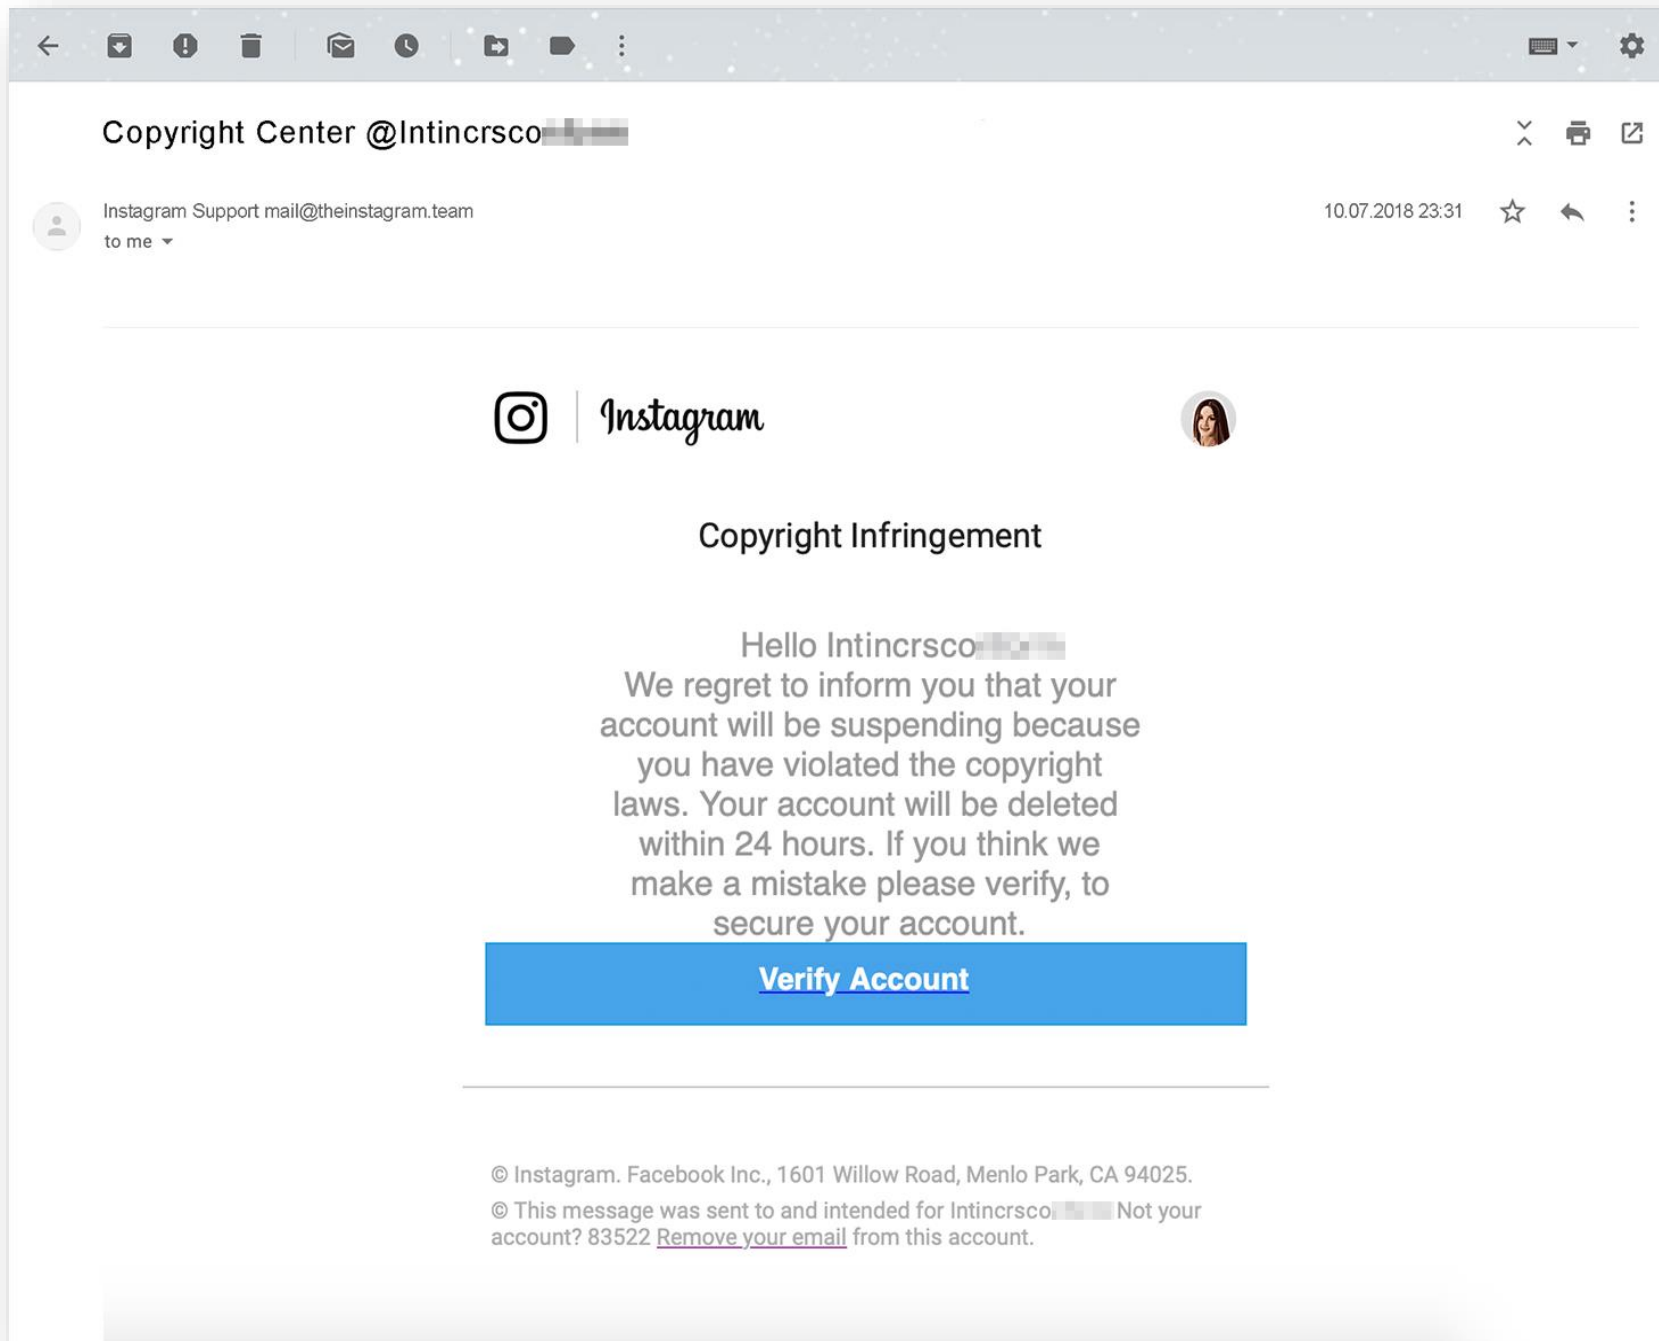 Copyright Center @Intincrsco
Instagram Support mail@theinstagram.team
10.07.2018 23:31
to me
Instagram
Copyright Infringement
Hello Intincrsco
We regret to inform you that your
account will be suspending because
you have violated the copyright
laws. Your account will be deleted
within 24 hours. If you think we
make a mistake please verify, to
secure your account.
Verify Account
© Instagram. Facebook Inc., 1601 Willow Road, Menlo Park, CA 94025.
© This message was sent to and intended for Intincrsco Not your
account? 83522 Remove your email from this account.